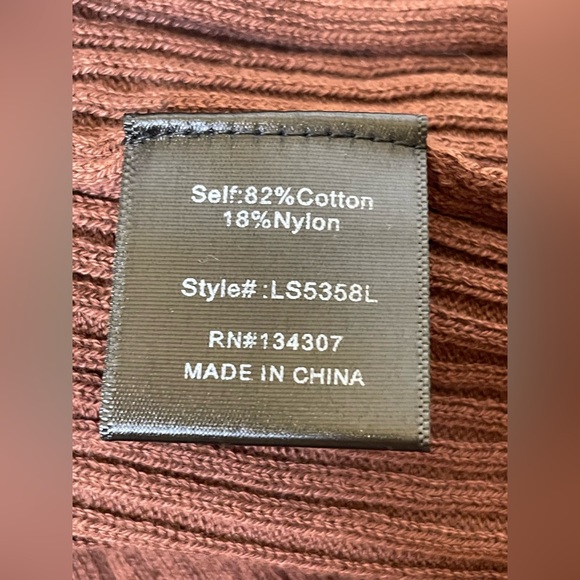 Self:82%Cotton
18%Nylon
Style#:LS5358L
RN#134307
MADE IN CHINA